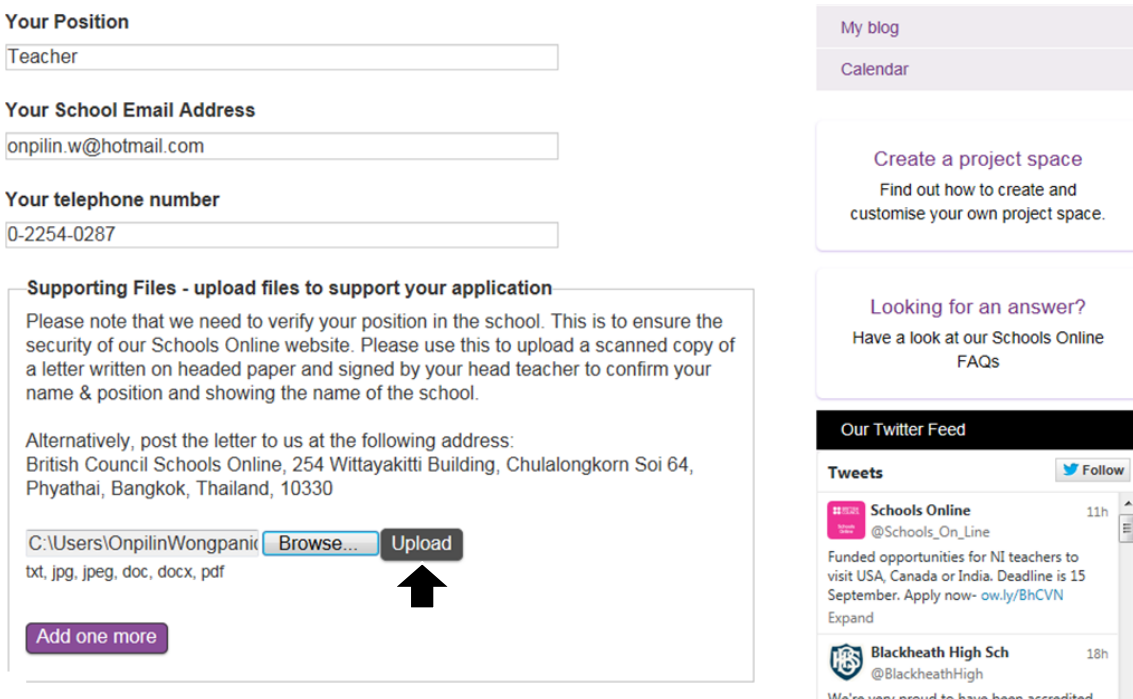 Your Position
Teacher
Your School Email Address
onpilin.w@hotmail.com
Your telephone number
0-2254-0287
Supporting Files - upload files to support your application
Please note that we need to verify your position in the school. This is to ensure the
security of our Schools Online website. Please use this to upload a scanned copy of
a letter written on headed paper and signed by your head teacher to confirm your
name & position and showing the name of the school.
Alternatively, post the letter to us at the following address:
British Council Schools Online, 254 Wittayakitti Building, Chulalongkorn Soi 64,
Phyathai, Bangkok, Thailand, 10330
C:\Users\OnpilinWongpanic Browse... Upload
txt, jpg, jpeg, doc, docx, pdf
Add one more
My blog
Calendar
Create a project space
Find out how to create and
customise your own project space.
Looking for an answer?
Have a look at our Schools Online
FAQs
Our Twitter Feed
Tweets Follow
Schools Online 11h
@Schools_On_Line
Funded opportunities for NI teachers to
visit USA, Canada or India. Deadline is 15
September. Apply now- ow.ly/BhCVN
Expand
Blackheath High Sch 18h
@BlackheathHigh
We're very proud to have been accredited